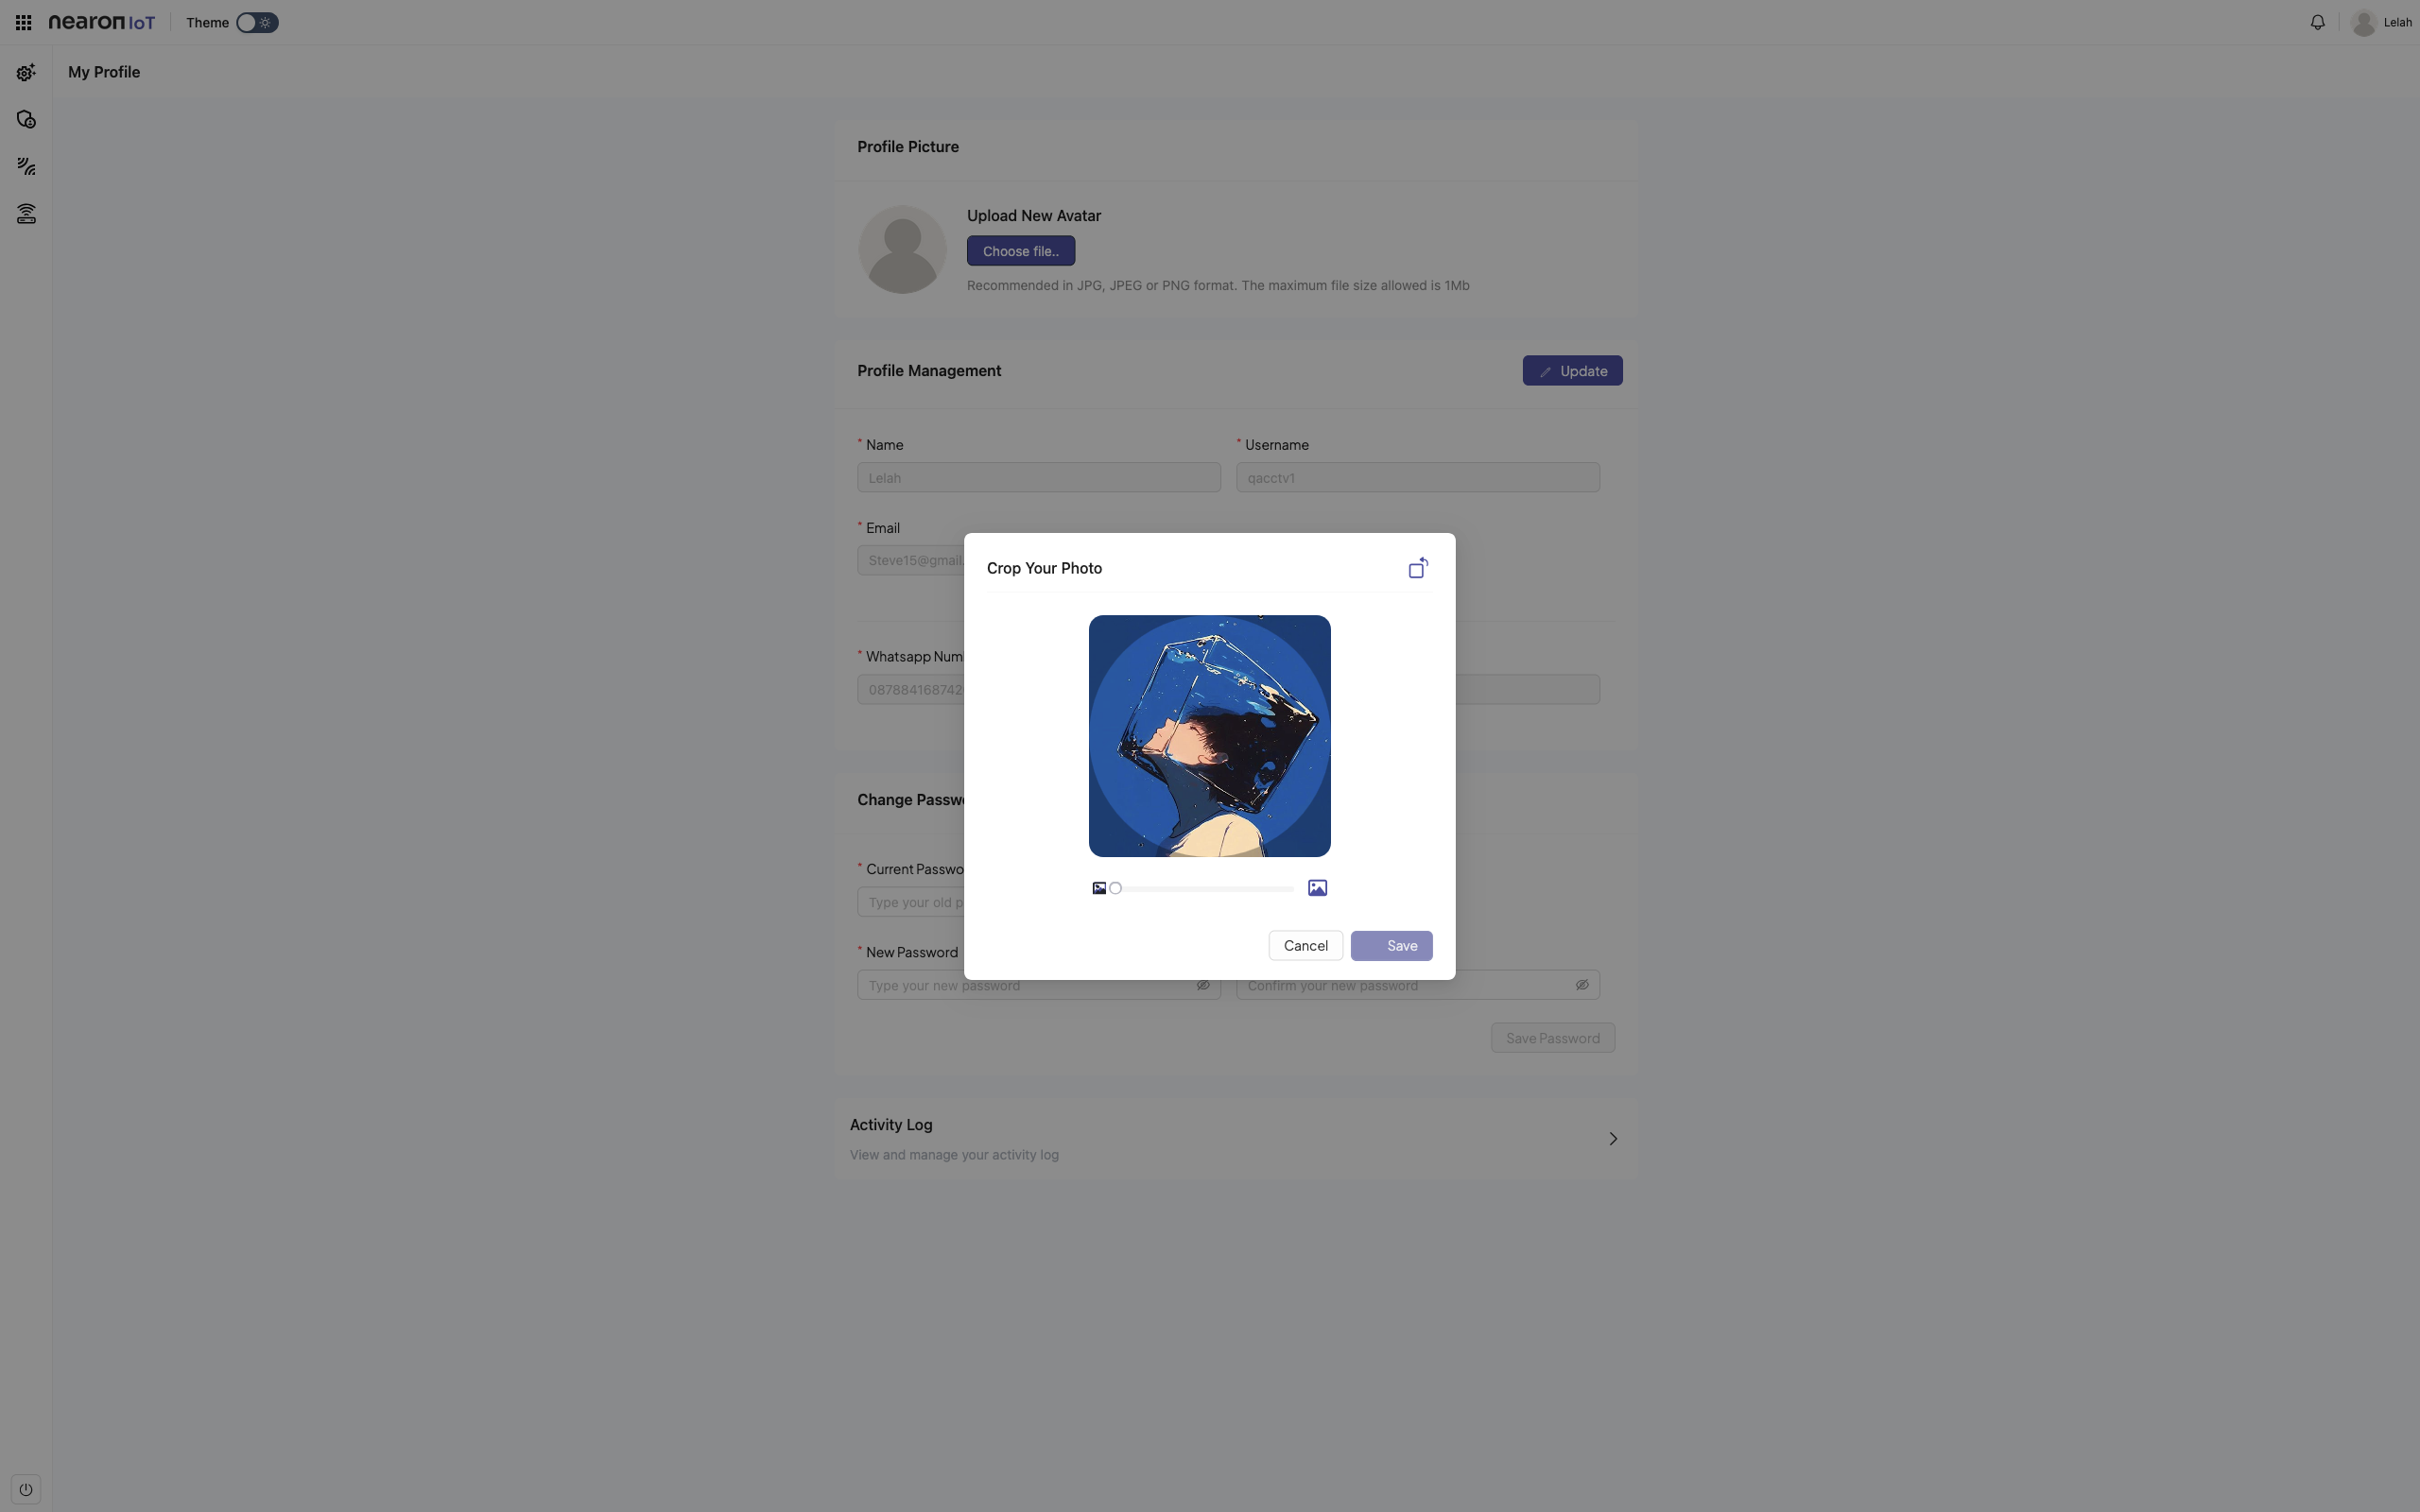 nearon IoT
Theme
Lelah
My Profile
Profile Picture
Upload New Avatar
Choose file..
Recommended in JPG, JPEG or PNG format. The maximum file size allowed is 1Mb
Profile Management
Update
* Name
* Username
Lelah
qacctv1
* Email
Steve15@gmail.
Crop Your Photo
* Whatsapp Num
087884168742
Change Passw
* Current Passwo
Type your old p
Cancel
Save
* New Password
Type your new password
Confirm your new password
Save Password
Activity Log
View and manage your activity log